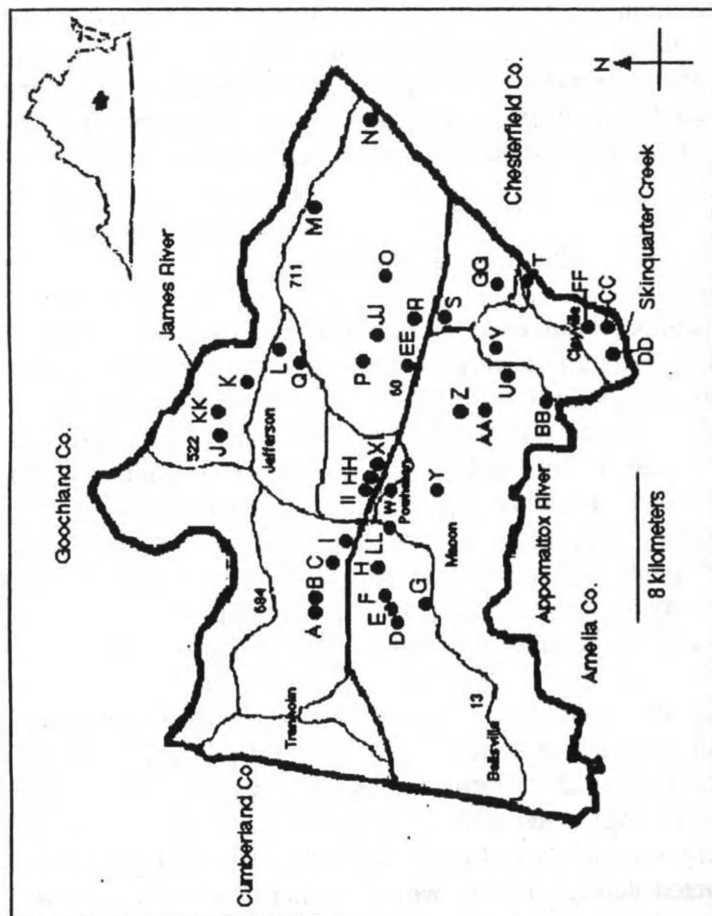 Goochland Co.
James River
Cumberland Co.
522
KK
J
K
Jefferson
684
L
Q
711
M
N
Trenholm
A
B
C
I
II
HH
X
P
JJ
O
H
LL
W
Powhatan
60
EE
R
E
F
D
G
Y
Macon
Z
AA
S
V
U
GG
T
Chesterfield Co.
13
Ballsville
BB
Clayville
FF
CC
DD
Skinquarter Creek
Appomattox River
Amelia Co.
8 kilometers
N